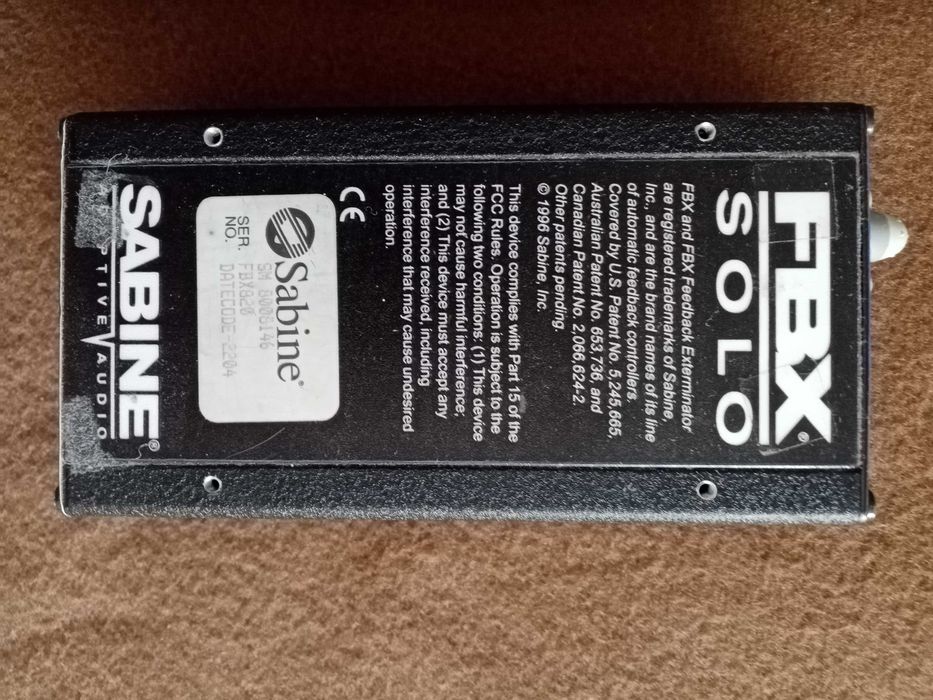 FBX®
SOLO
FBX and FBX Feedback Exterminator
are registered trademarks of Sabine,
Inc., and are the brand names of its line
of automatic feedback controllers.
Covered by U.S. Patent No. 5,245,665,
Australian Patent No. 653,736, and
Canadian Patent No. 2,066,624-2.
Other patents pending.
© 1996 Sabine, Inc.
This device complies with Part 15 of the
FCC Rules. Operation is subject to the
following two conditions: (1) This device
may not cause harmful interference;
and (2) This device must accept any
interference received, including
interference that may cause undesired
operation.
CE
Sabine®
SN 8006146
SER. FBX820
NO. DATECODE-2204
SABINE®
PTIVE AUDIO